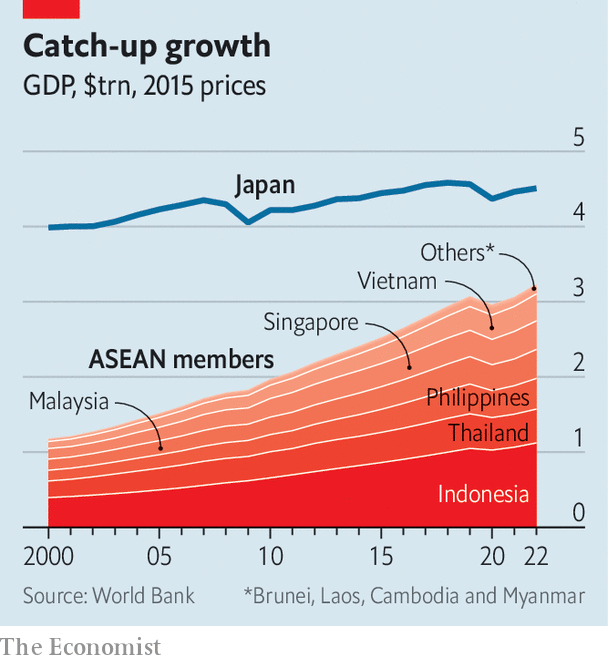 Catch-up growth
GDP, $trn, 2015 prices
5
Japan
4
Others*
Vietnam
3
Singapore
ASEAN members
2
Malaysia
Philippines
Thailand
1
Indonesia
0
2000 05 10 15 20 22
Source: World Bank *Brunei, Laos, Cambodia and Myanmar
The Economist